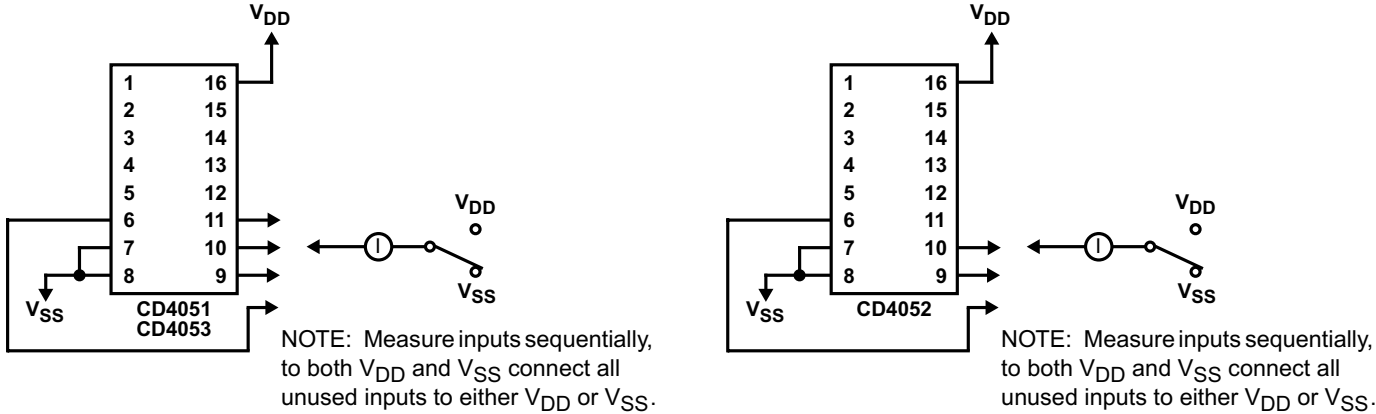 VDD
1 16
2 15
3 14
4 13
5 12
6 11
7 10
8 9
VSS
CD4051
CD4053
I
VDD
VSS
NOTE: Measure inputs sequentially,
to both VDD and VSS connect all
unused inputs to either VDD or VSS.
VDD
1 16
2 15
3 14
4 13
5 12
6 11
7 10
8 9
VSS
CD4052
I
VDD
VSS
NOTE: Measure inputs sequentially,
to both VDD and VSS connect all
unused inputs to either VDD or VSS.